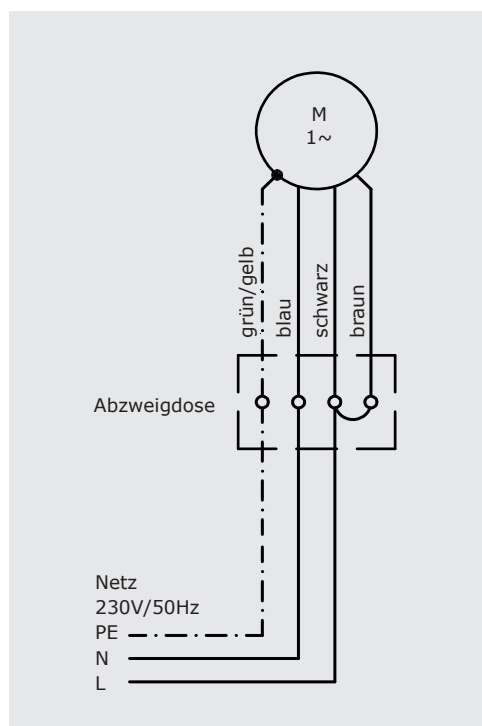 M
1~
grün/gelb
blau
schwarz
braun
Abzweigdose
Netz
230V/50Hz
PE
N
L